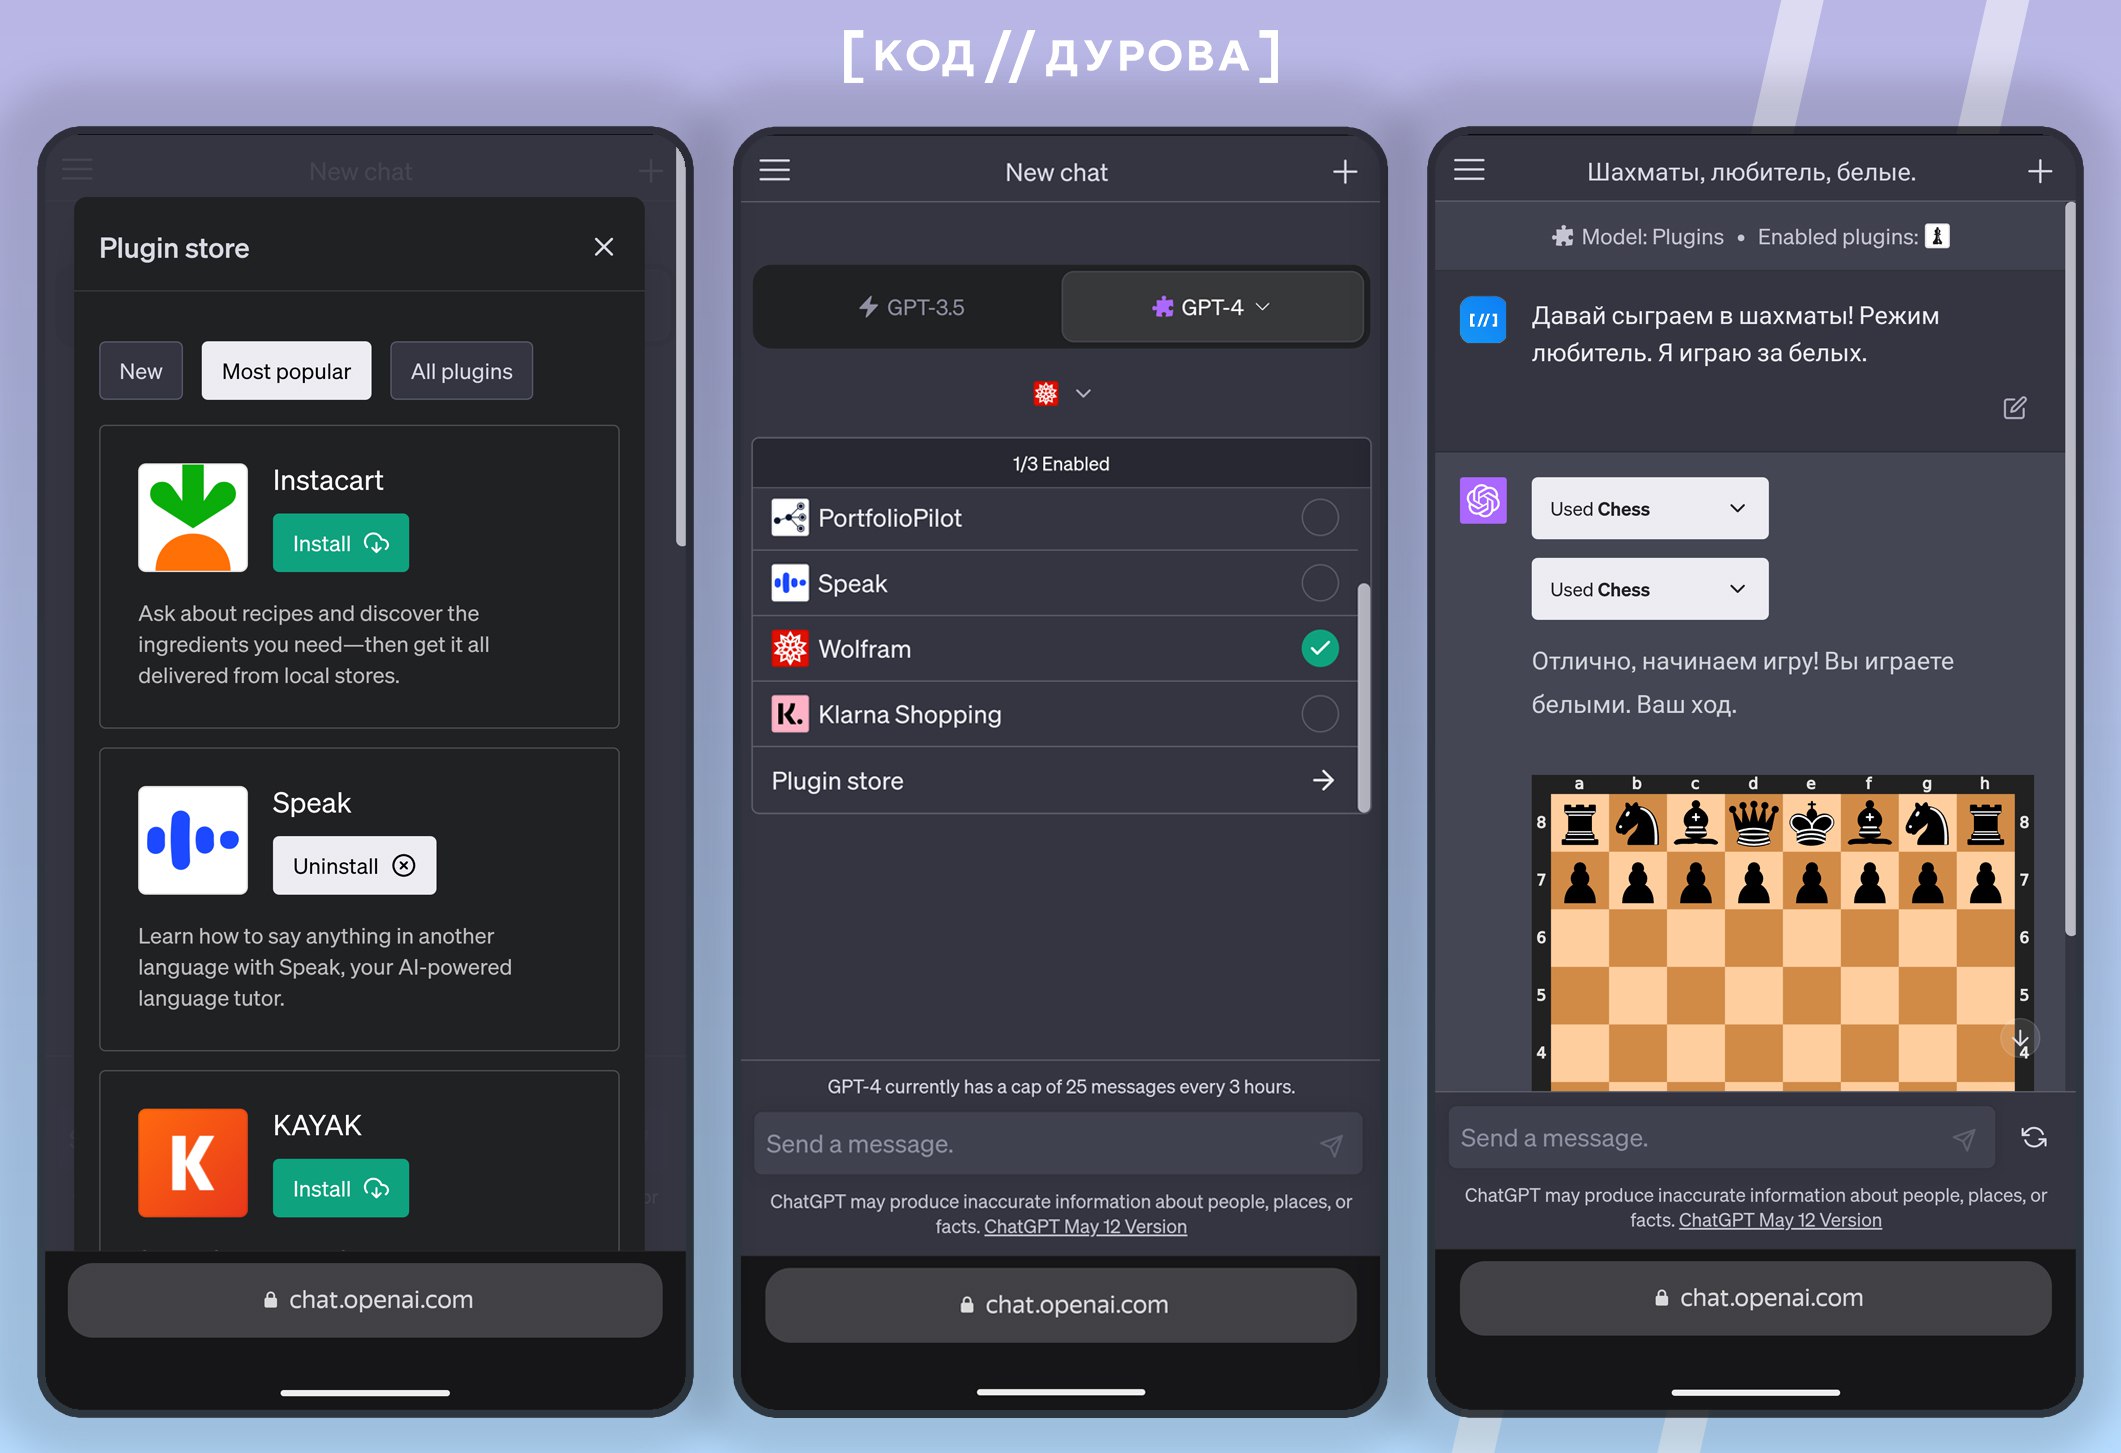 [КОД//ДУРОВА]
New chat
Plugin store
New
Most popular
All plugins
Instacart
Install
Ask about recipes and discover the
ingredients you need—then get it all
delivered from local stores.
Speak
Uninstall
Learn how to say anything in another
language with Speak, your AI-powered
language tutor.
K
KAYAK
Install
chat.openai.com
New chat
GPT-3.5
GPT-4
1/3 Enabled
PortfolioPilot
Speak
Wolfram
K. Klarna Shopping
Plugin store
GPT-4 currently has a cap of 25 messages every 3 hours.
Send a message.
ChatGPT may produce inaccurate information about people, places, or
facts. ChatGPT May 12 Version
chat.openai.com
Шахматы, любитель, белые.
Model: Plugins • Enabled plugins:
[//]
Давай сыграем в шахматы! Режим
любитель. Я играю за белых.
Used Chess
Used Chess
Отлично, начинаем игру! Вы играете
белыми. Ваш ход.
a b c d e f g h
8 8
7 7
6 6
5 5
4 4
Send a message.
ChatGPT may produce inaccurate information about people, places, or
facts. ChatGPT May 12 Version
chat.openai.com